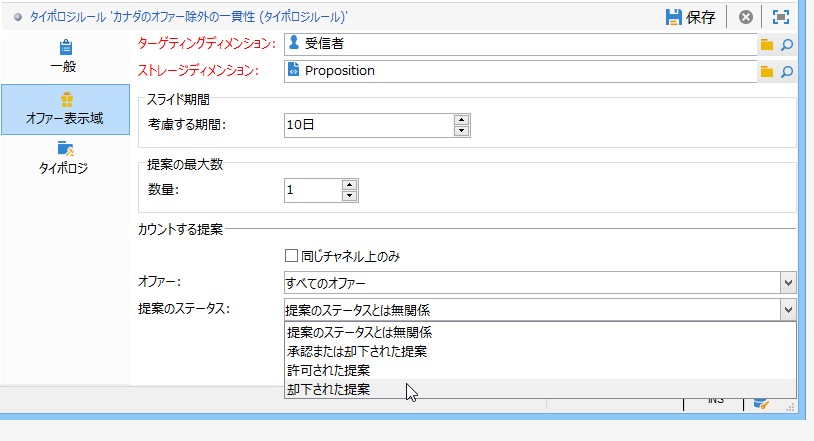 タイポロジルール 'カナダのオファー除外の一貫性 (タイポロジルール)'
保存
一般
オファー表示域
タイポロジ
ターゲティングディメンション: 受信者
ストレージディメンション: Proposition
スライド期間
考慮する期間: 10日
提案の最大数
数量: 1
カウントする提案
同じチャネル上のみ
オファー: すべてのオファー
提案のステータス: 提案のステータスとは無関係
提案のステータスとは無関係
承認または却下された提案
許可された提案
却下された提案
INS